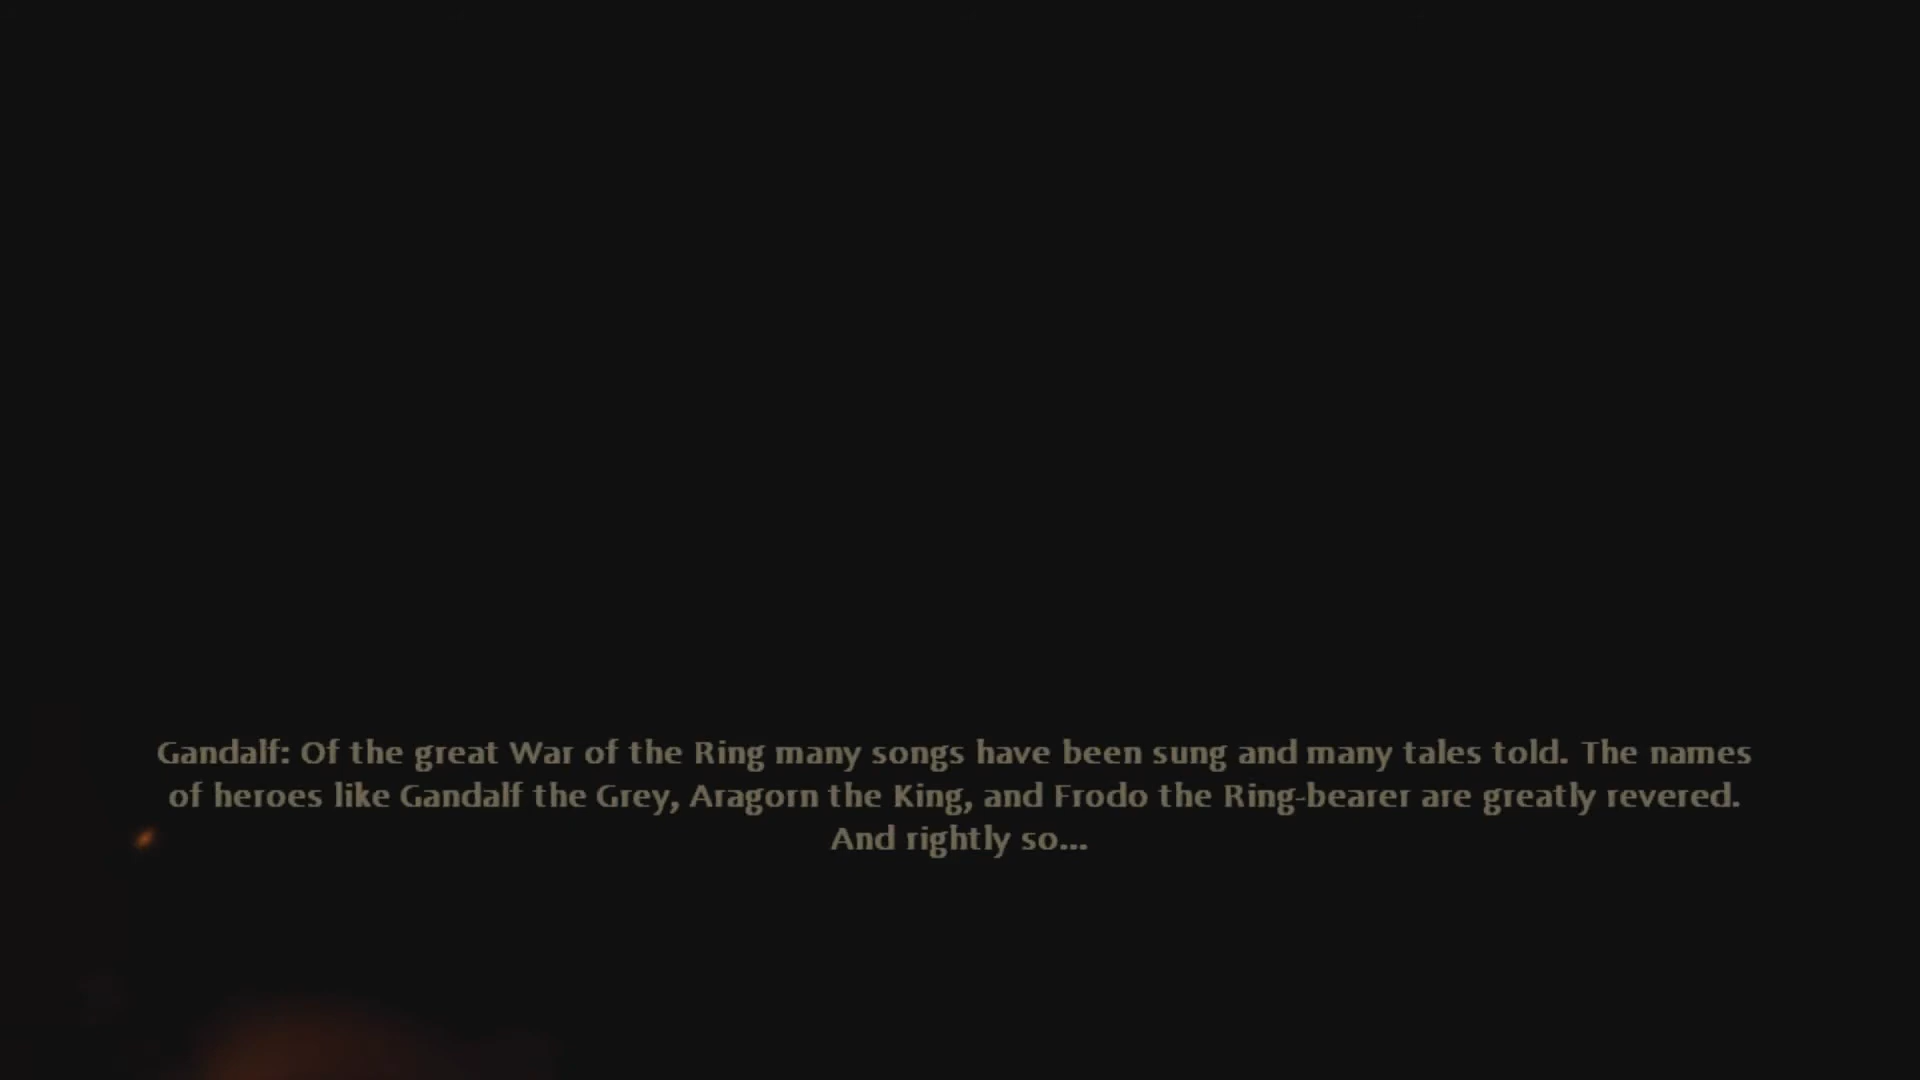 Gandalf: Of the great War of the Ring many songs have been sung and many tales told. The names
of heroes like Gandalf the Grey, Aragorn the King, and Frodo the Ring-bearer are greatly revered.
And rightly so...